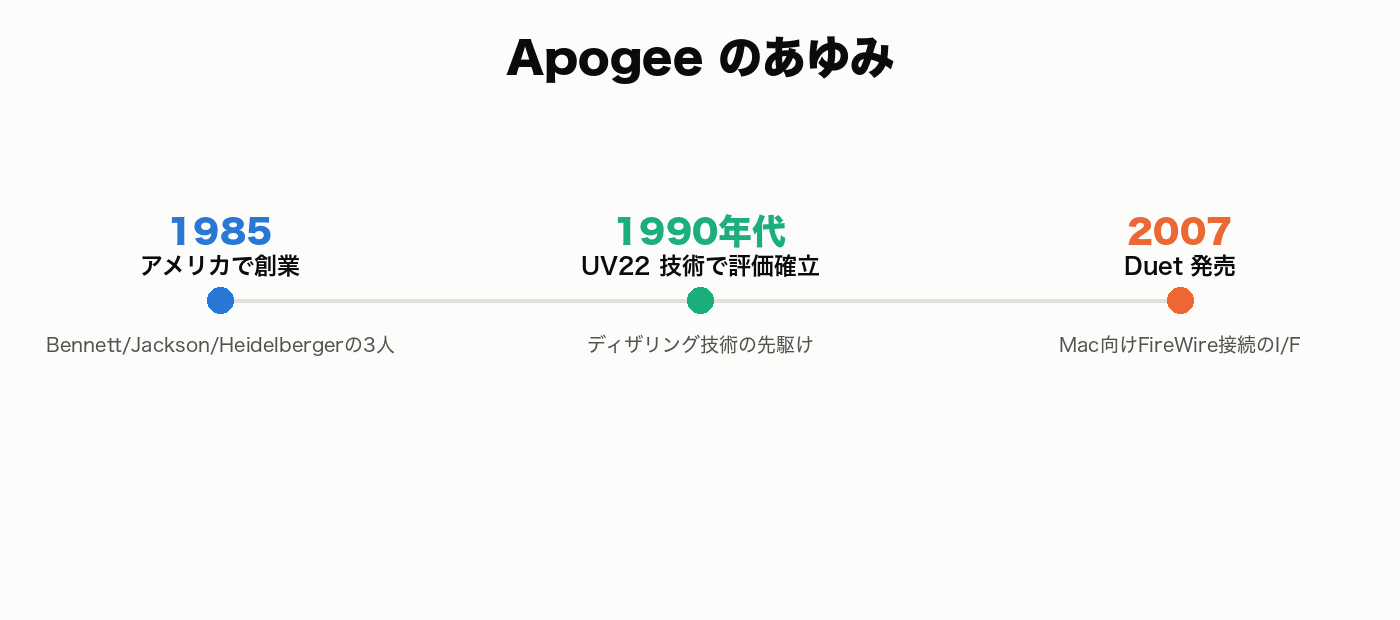 Apogee のあゆみ
1985
アメリカで創業
Bennett/Jackson/Heidelbergerの3人
1990年代
UV22 技術で評価確立
ディザリング技術の先駆け
2007
Duet 発売
Mac向けFireWire接続のI/F